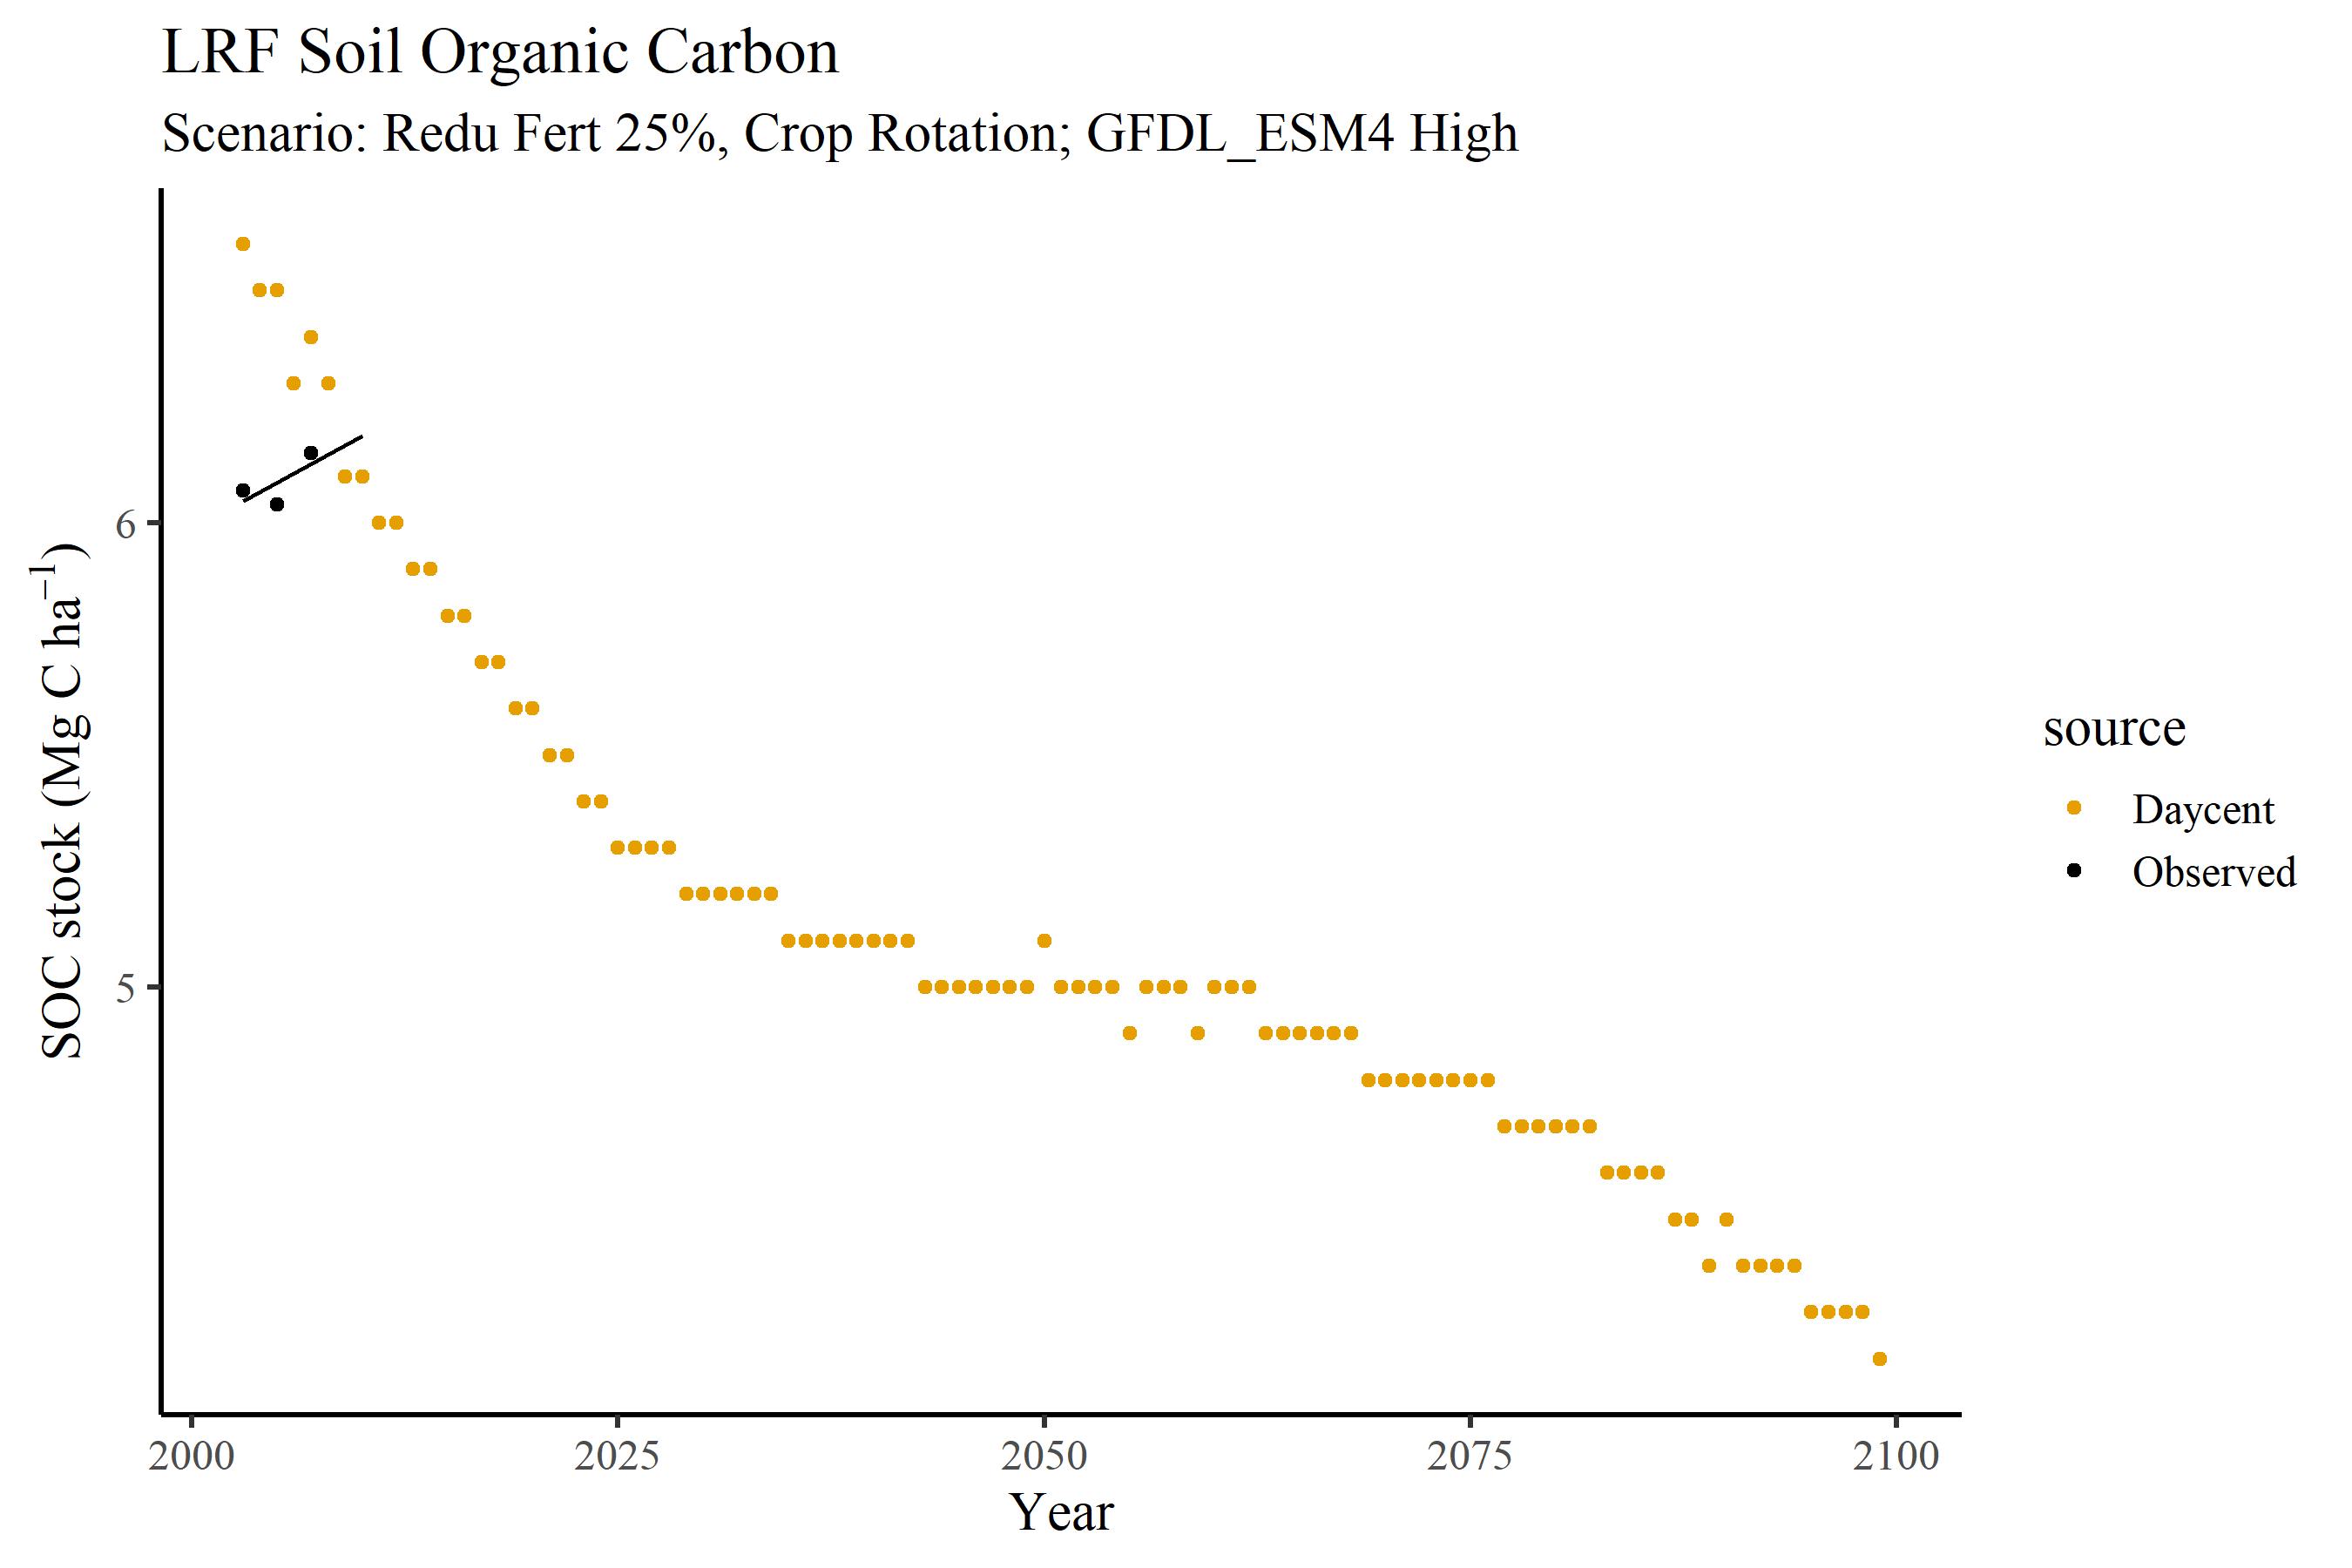 LRF Soil Organic Carbon
Scenario: Redu Fert 25%, Crop Rotation; GFDL_ESM4 High
SOC stock (Mg C ha⁻¹)
6
5
2000 2025 2050 2075 2100
Year
source
Daycent
Observed